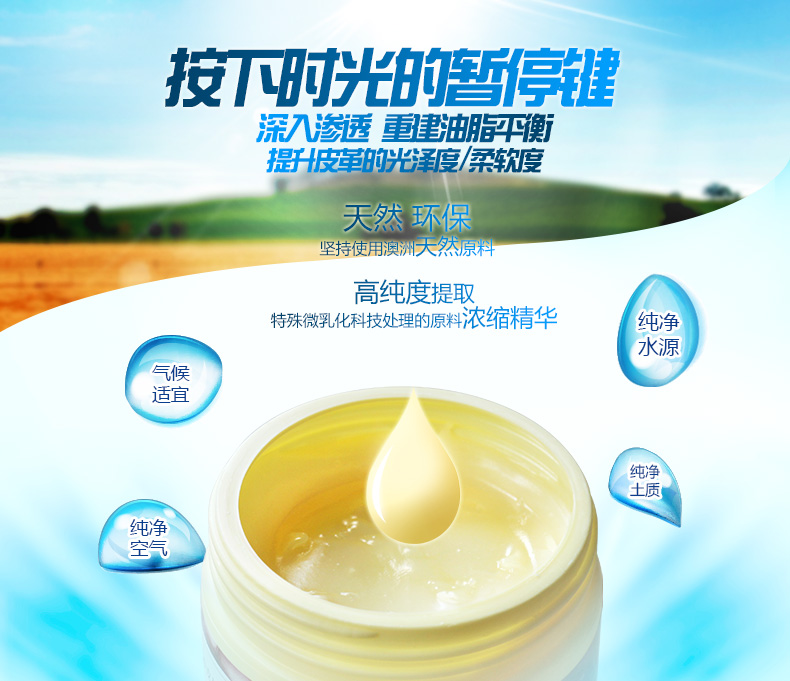 按下时光的暂停键
深入渗透 重建油脂平衡
提升皮革的光泽度/柔软度
天然 环保
坚持使用澳洲天然原料
高纯度提取
特殊微乳化科技处理的原料浓缩精华
纯净
水源
气候
适宜
纯净
土质
纯净
空气